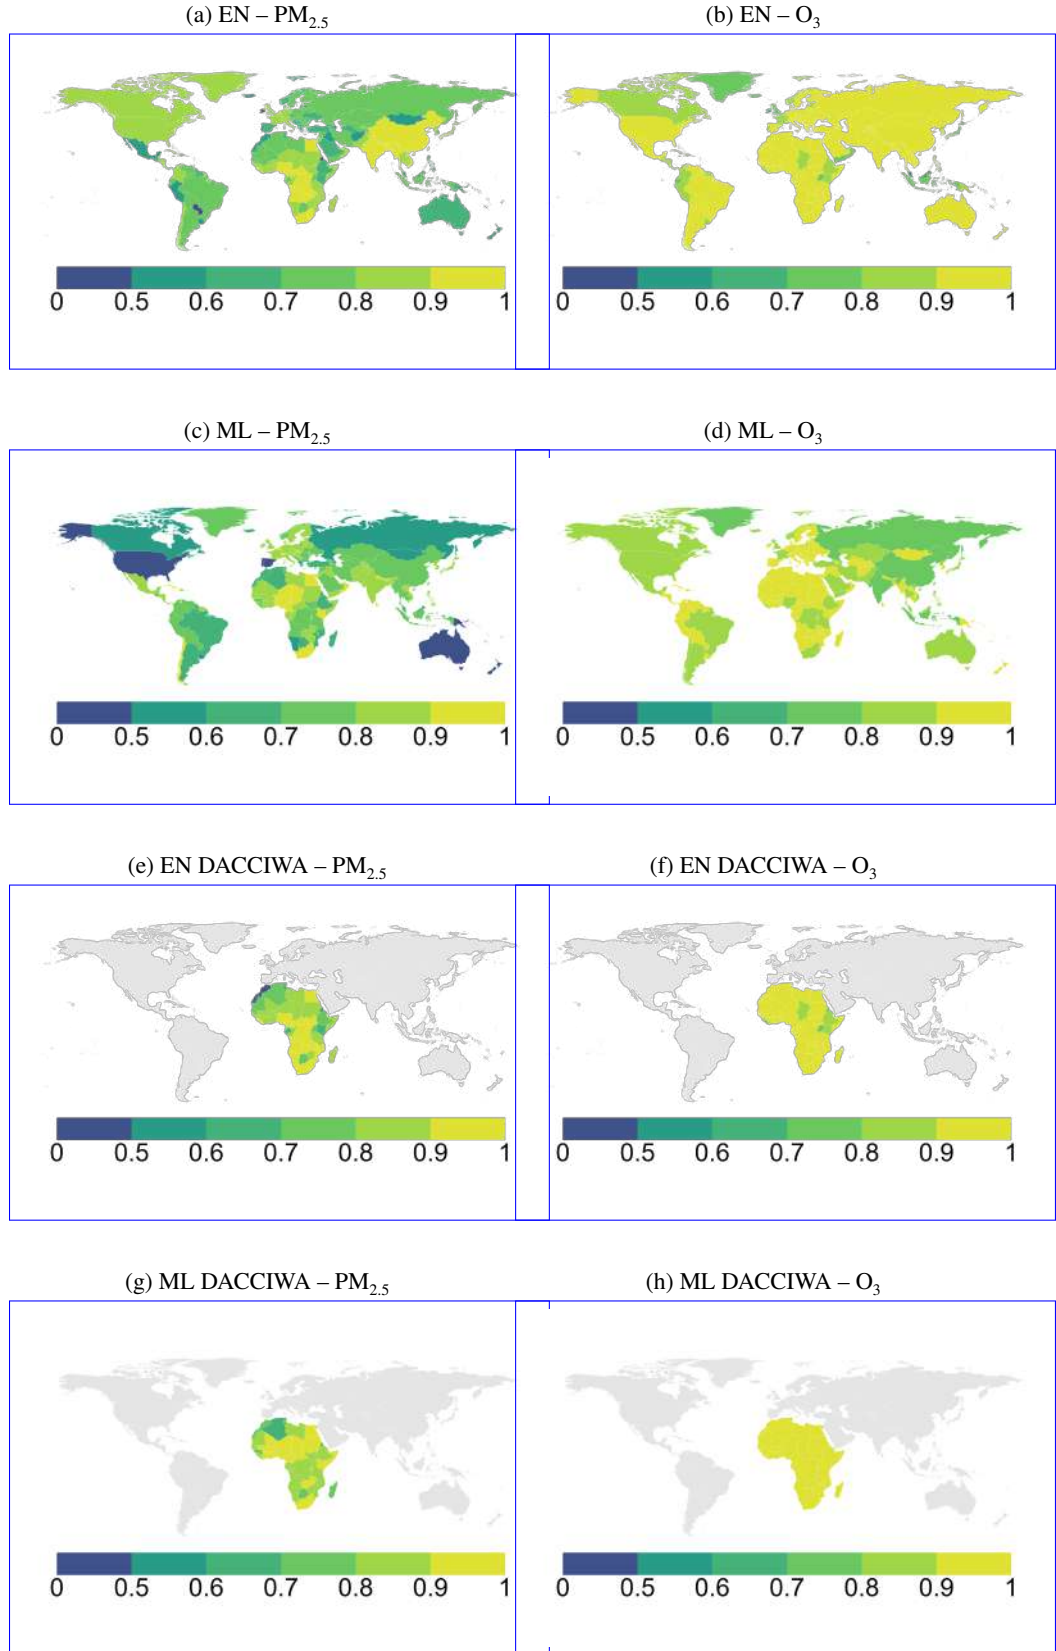 (a) EN – PM2.5
(b) EN – O3
0 0.5 0.6 0.7 0.8 0.9 1
0 0.5 0.6 0.7 0.8 0.9 1
(c) ML – PM2.5
(d) ML – O3
0 0.5 0.6 0.7 0.8 0.9 1
0 0.5 0.6 0.7 0.8 0.9 1
(e) EN DACCIWA – PM2.5
(f) EN DACCIWA – O3
0 0.5 0.6 0.7 0.8 0.9 1
0 0.5 0.6 0.7 0.8 0.9 1
(g) ML DACCIWA – PM2.5
(h) ML DACCIWA – O3
0 0.5 0.6 0.7 0.8 0.9 1
0 0.5 0.6 0.7 0.8 0.9 1